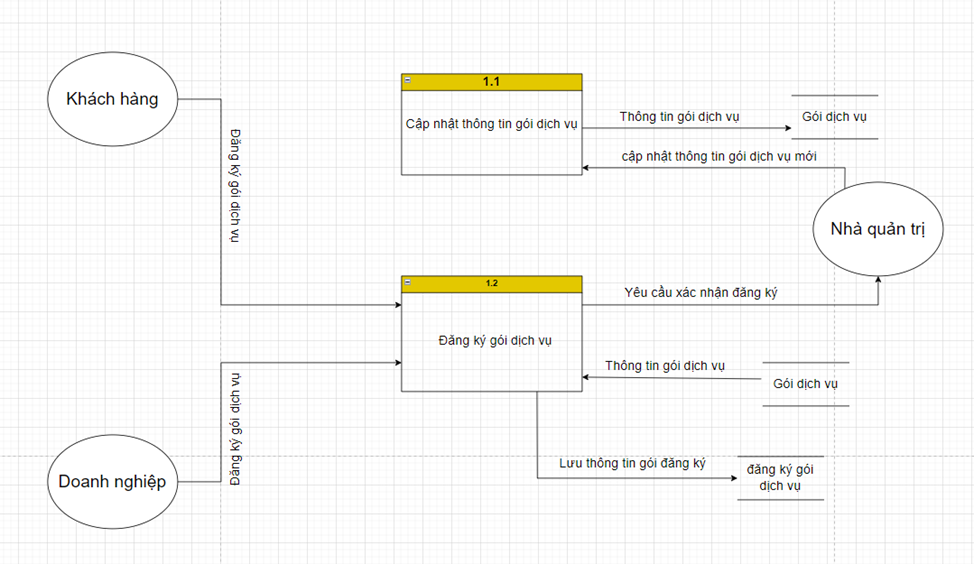 Khách hàng
Đăng ký gói dịch vụ
1.1
Cập nhật thông tin gói dịch vụ
Thông tin gói dịch vụ
Gói dịch vụ
cập nhật thông tin gói dịch vụ mới
Nhà quản trị
1.2
Đăng ký gói dịch vụ
Yêu cầu xác nhận đăng ký
Thông tin gói dịch vụ
Gói dịch vụ
Doanh nghiệp
Đăng ký gói dịch vụ
Lưu thông tin gói đăng ký
đăng ký gói
dịch vụ